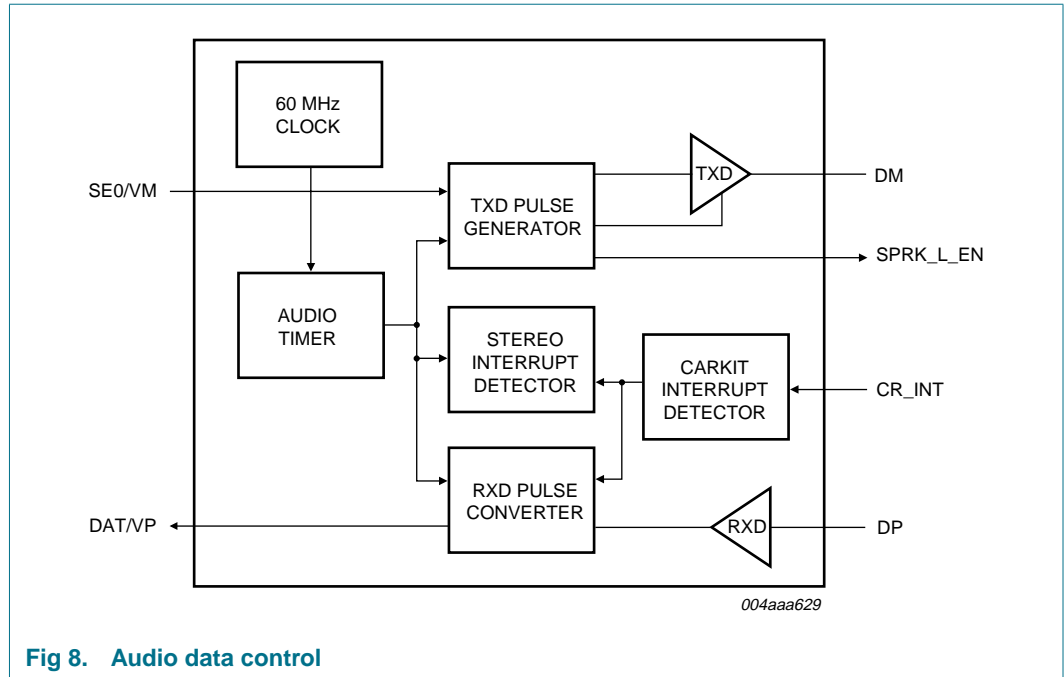 60 MHz
CLOCK
SE0/VM
TXD PULSE
GENERATOR
TXD
DM
SPRK_L_EN
AUDIO
TIMER
STEREO
INTERRUPT
DETECTOR
CARKIT
INTERRUPT
DETECTOR
CR_INT
RXD PULSE
CONVERTER
DAT/VP
RXD
DP
004aaa629
Fig 8. Audio data control